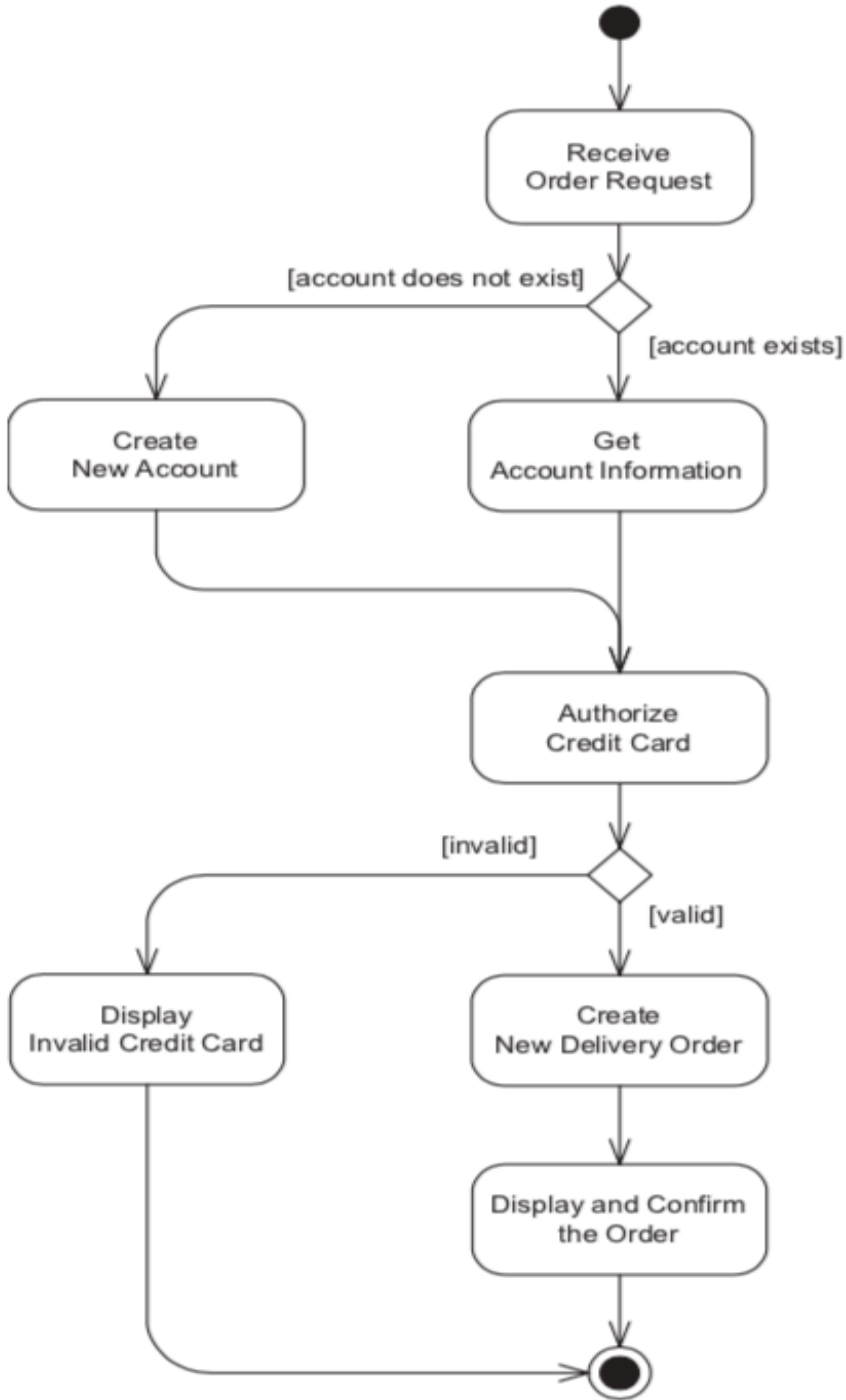 Receive
Order Request
[account does not exist]
[account exists]
Create
New Account
Get
Account Information
Authorize
Credit Card
[invalid]
[valid]
Display
Invalid Credit Card
Create
New Delivery Order
Display and Confirm
the Order